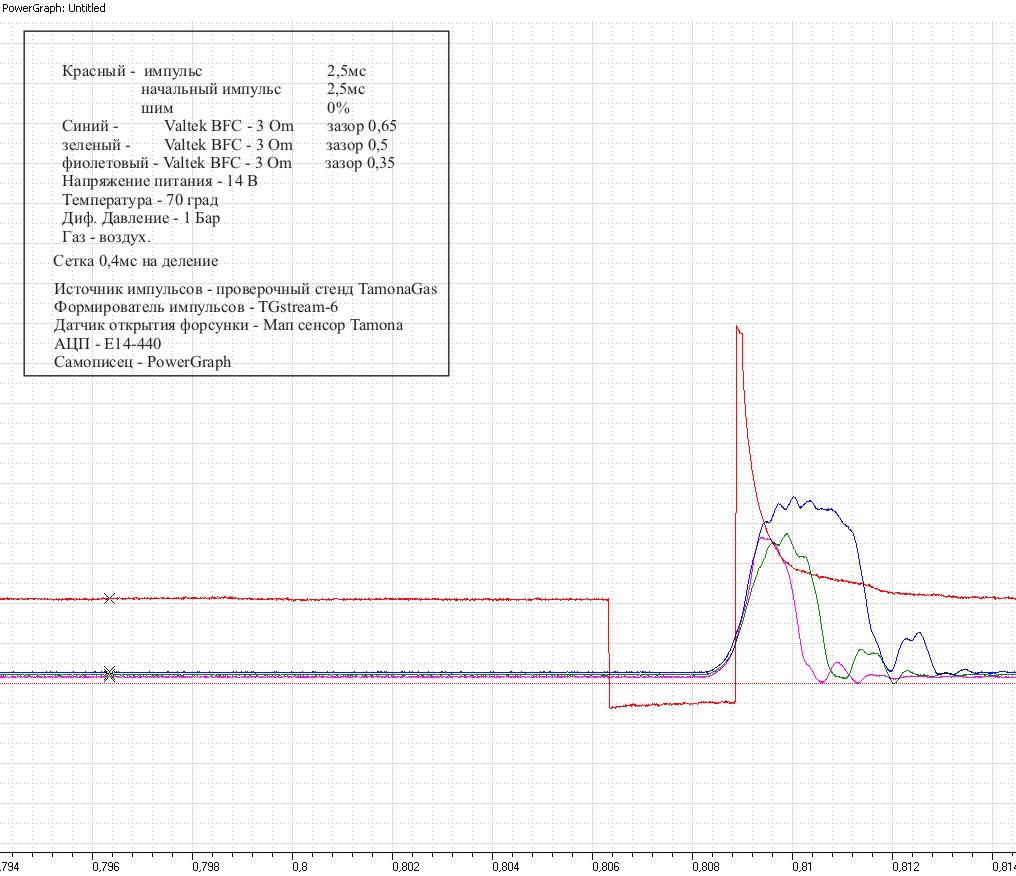 PowerGraph: Untitled
Красный - импульс 2,5мс
начальный импульс 2,5мс
шим 0%
Синий - Valtek BFC - 3 Om зазор 0,65
зеленый - Valtek BFC - 3 Om зазор 0,5
фиолетовый - Valtek BFC - 3 Om зазор 0,35
Напряжение питания - 14 В
Температура - 70 град
Диф. Давление - 1 Бар
Газ - воздух.
Сетка 0,4мс на деление
Источник импульсов - проверочный стенд TamonaGas
Формирователь импульсов - TGstream-6
Датчик открытия форсунки - Мап сенсор Tamona
АЦП - Е14-440
Самописец - PowerGraph
,794 0,796 0,798 0,8 0,802 0,804 0,806 0,808 0,81 0,812 0,814